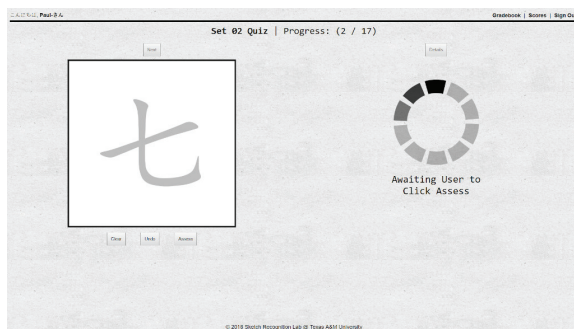 こんにちは, Paul-さん
Gradebook | Scores | Sign Ou
Set 02 Quiz | Progress: (2 / 17)
Details
七
Awaiting User to
Click Assess
Clear
Undo
Assess
© 2018 Sketch Recognition Lab @ Texas A&M University